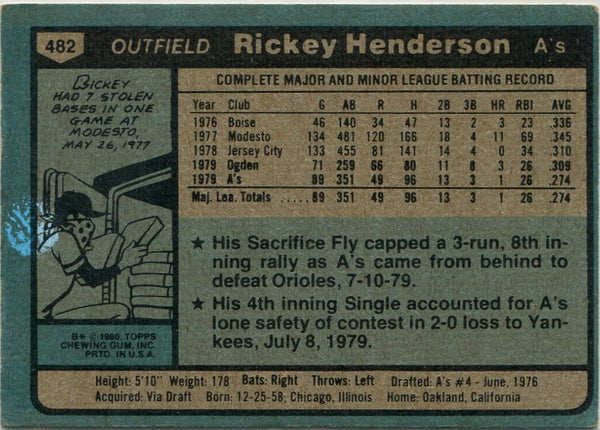 482 OUTFIELD Rickey Henderson A's
RICKEY
HAD 7 STOLEN
BASES IN ONE
GAME AT
MODESTO,
MAY 26, 1977
COMPLETE MAJOR AND MINOR LEAGUE BATTING RECORD
Year Club G AB R H 2B 3B HR RBI AVG
1976 Boise 46 140 34 47 13 2 3 23 .336
1977 Modesto 134 481 120 166 18 4 11 69 .345
1978 Jersey City 133 455 81 141 14 4 0 34 .310
1979 Ogden 71 259 66 80 11 8 3 26 .309
1979 A's 89 351 49 96 13 3 1 26 .274
Maj. Lea. Totals ..... 89 351 49 96 13 3 1 26 .274
★ His Sacrifice Fly capped a 3-run, 8th in-
ning rally as A's came from behind to
defeat Orioles, 7-10-79.
★ His 4th inning Single accounted for A's
lone safety of contest in 2-0 loss to Yan-
kees, July 8, 1979.
B* © 1980, TOPPS
CHEWING GUM, INC.
PRTD. IN U.S.A.
Height: 5'10" Weight: 178 Bats: Right Throws: Left Drafted: A's #4 - June, 1976
Acquired: Via Draft Born: 12-25-58, Chicago, Illinois Home: Oakland, California